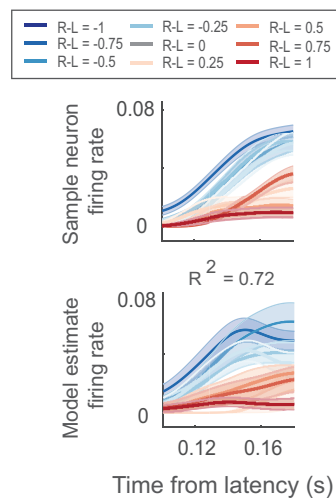 R-L = -1
R-L = -0.75
R-L = -0.5
R-L = -0.25
R-L = 0
R-L = 0.25
R-L = 0.5
R-L = 0.75
R-L = 1
0.08
0
Sample neuron
firing rate
R² = 0.72
0.08
0
Model estimate
firing rate
0.12 0.16
Time from latency (s)